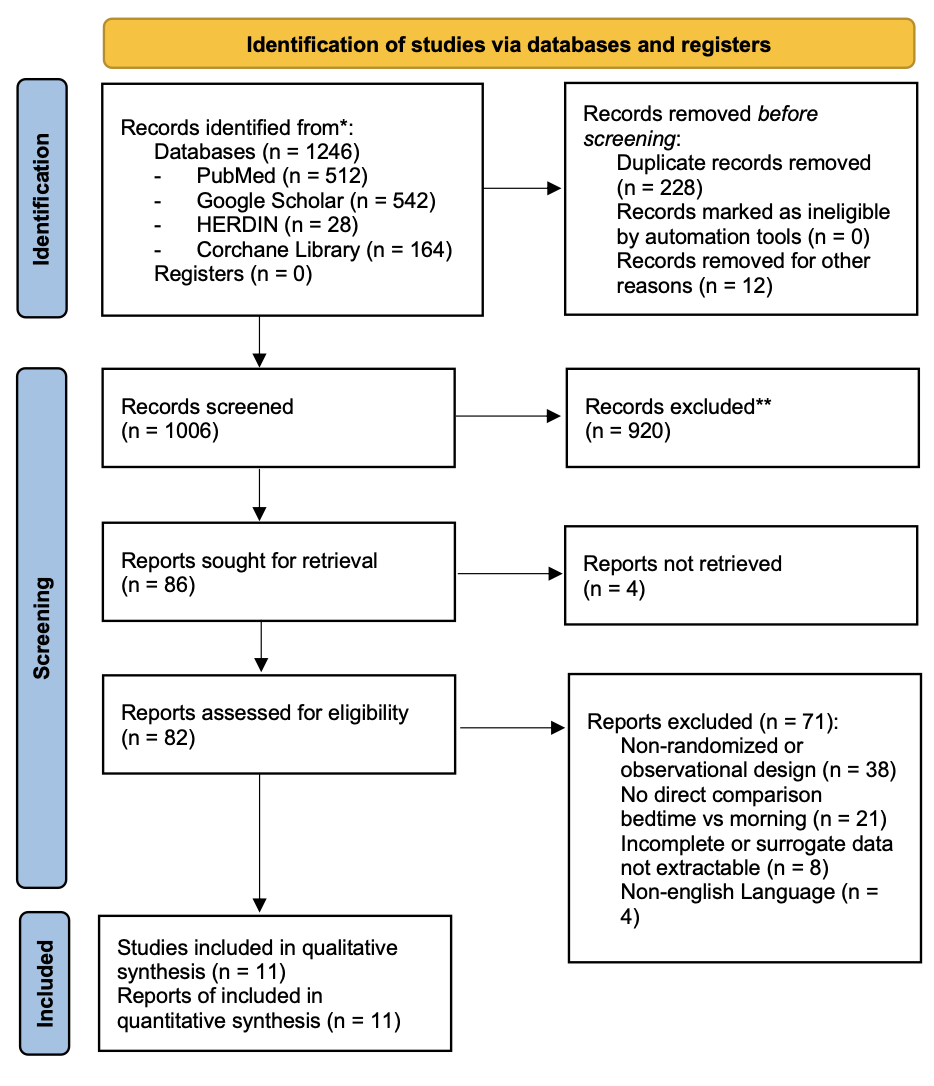 Identification of studies via databases and registers
Identification
Records identified from*:
Databases (n = 1246)
- PubMed (n = 512)
- Google Scholar (n = 542)
- HERDIN (n = 28)
- Corchane Library (n = 164)
Registers (n = 0)
Records removed before
screening:
Duplicate records removed
(n = 228)
Records marked as ineligible
by automation tools (n = 0)
Records removed for other
reasons (n = 12)
Screening
Records screened
(n = 1006)
Records excluded**
(n = 920)
Reports sought for retrieval
(n = 86)
Reports not retrieved
(n = 4)
Reports assessed for eligibility
(n = 82)
Reports excluded (n = 71):
Non-randomized or
observational design (n = 38)
No direct comparison
bedtime vs morning (n = 21)
Incomplete or surrogate data
not extractable (n = 8)
Non-english Language (n =
4)
Included
Studies included in qualitative
synthesis (n = 11)
Reports of included in
quantitative synthesis (n = 11)